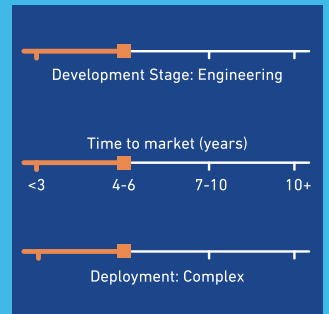 Development Stage: Engineering
Time to market (years)
<3 4-6 7-10 10+
Deployment: Complex